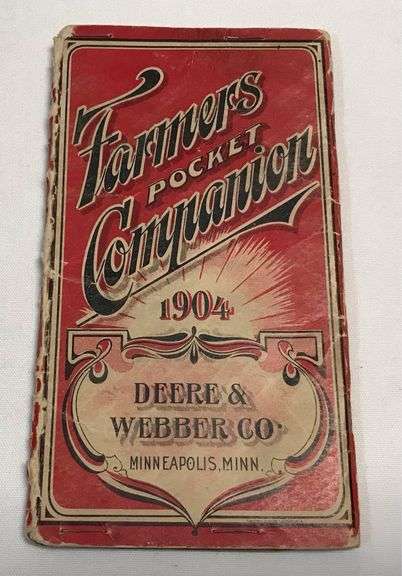 Farmers
POCKET
Companion
1904
DEERE &
WEBBER CO
MINNEAPOLIS, MINN.